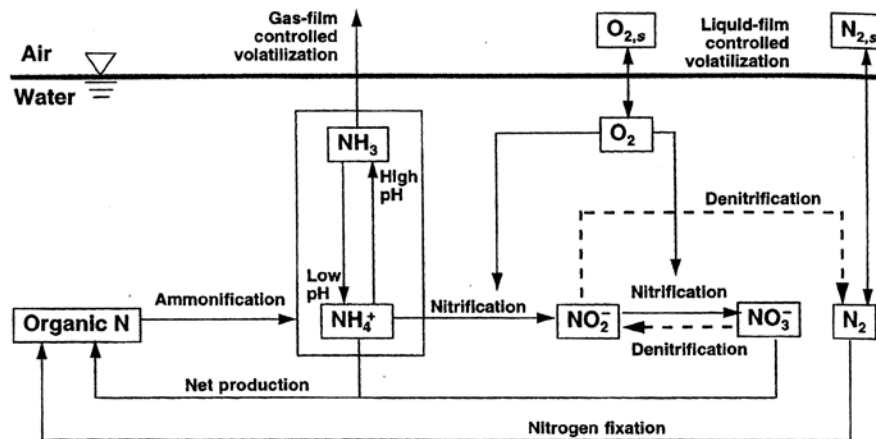 Gas-film
controlled
volatilization
O2,s
Liquid-film
controlled
volatilization
N2,s
Air
Water
NH3
O2
High
pH
Denitrification
Low
pH
Ammonification
Nitrification
Nitrification
Organic N
NH4+
NO2−
NO3−
N2
Denitrification
Net production
Nitrogen fixation